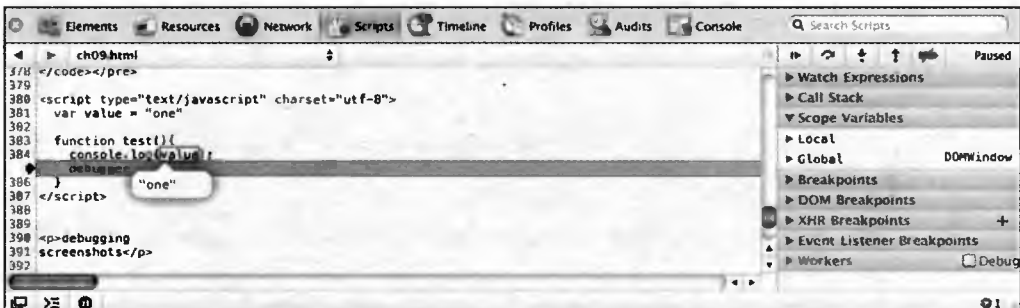 Elements Resources Network Scripts Timeline Profiles Audits Console Search Scripts
ch09.html Paused
378 </code></pre>
379
380 <script type="text/javascript" charset="utf-8">
381 var value = "one"
382
383 function test(){
384 console.log(value);
debugger
"one"
386 }
387 </script>
388
389
390 <p>debugging
391 screenshots</p>
392
Watch Expressions
Call Stack
Scope Variables
Local
Global DOMWindow
Breakpoints
DOM Breakpoints
XHR Breakpoints +
Event Listener Breakpoints
Workers Debug
1